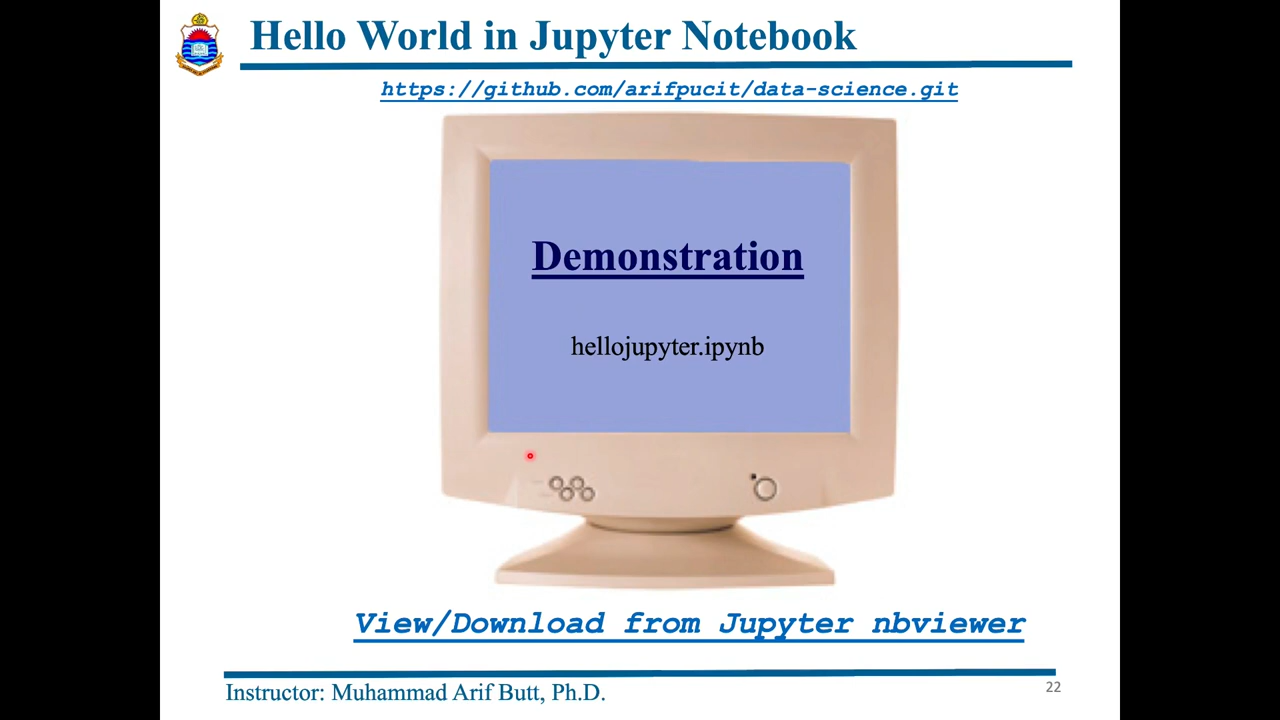 Hello World in Jupyter Notebook
https://github.com/arifpucit/data-science.git
Demonstration
hellojupyter.ipynb
View/Download from Jupyter nbviewer
Instructor: Muhammad Arif Butt, Ph.D.
22